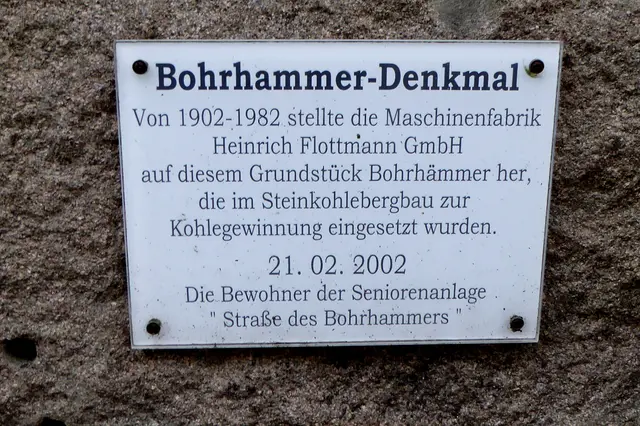 Bohrhammer-Denkmal
Von 1902-1982 stellte die Maschinenfabrik
Heinrich Flottmann GmbH
auf diesem Grundstück Bohrhämmer her,
die im Steinkohlebergbau zur
Kohlegewinnung eingesetzt wurden.
21. 02. 2002
Die Bewohner der Seniorenanlage
" Straße des Bohrhammers "